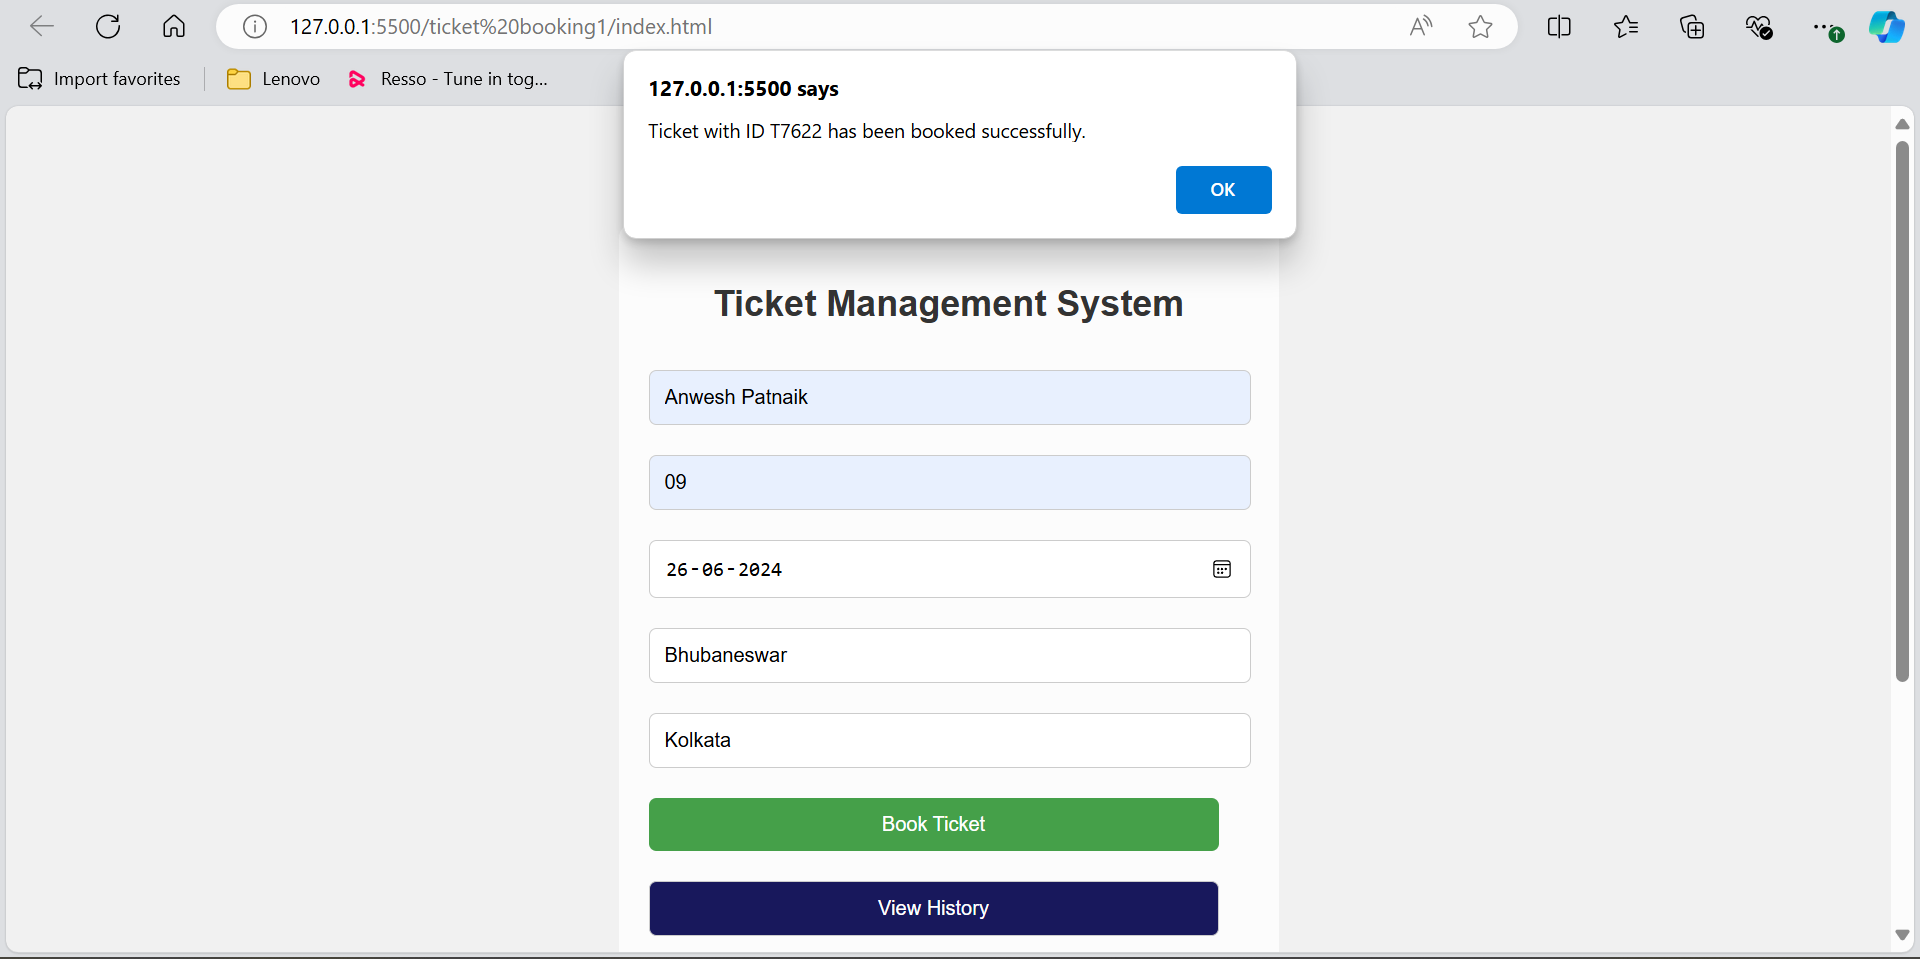 127.0.0.1:5500/ticket%20booking1/index.html
Import favorites
Lenovo
Resso - Tune in tog...
127.0.0.1:5500 says
Ticket with ID T7622 has been booked successfully.
OK
Ticket Management System
Anwesh Patnaik
09
26-06-2024
Bhubaneswar
Kolkata
Book Ticket
View History